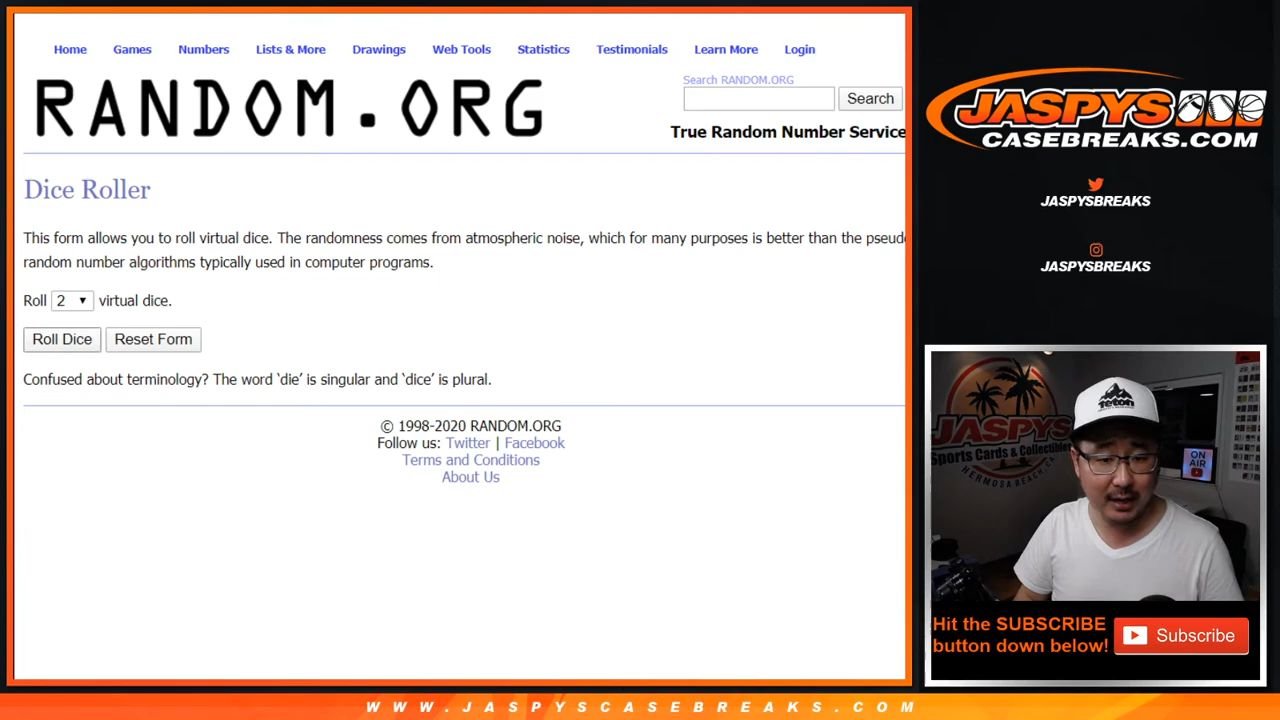 Home Games Numbers Lists & More Drawings Web Tools Statistics Testimonials Learn More Login
RANDOM.ORG
Search RANDOM.ORG
Search
True Random Number Service
Dice Roller
This form allows you to roll virtual dice. The randomness comes from atmospheric noise, which for many purposes is better than the pseudo
random number algorithms typically used in computer programs.
Roll 2 virtual dice.
Roll Dice Reset Form
Confused about terminology? The word ‘die’ is singular and ‘dice’ is plural.
© 1998-2020 RANDOM.ORG
Follow us: Twitter | Facebook
Terms and Conditions
About Us
JASPYS
CASEBREAKS.COM
JASPYSBREAKS
JASPYSBREAKS
JASPYS
Sports Cards & Collectibles
HERMOSA BEACH, CA
Teton
ON
AIR
Hit the SUBSCRIBE
button down below!
Subscribe
WWW.JASPYSCASEBREAKS.COM